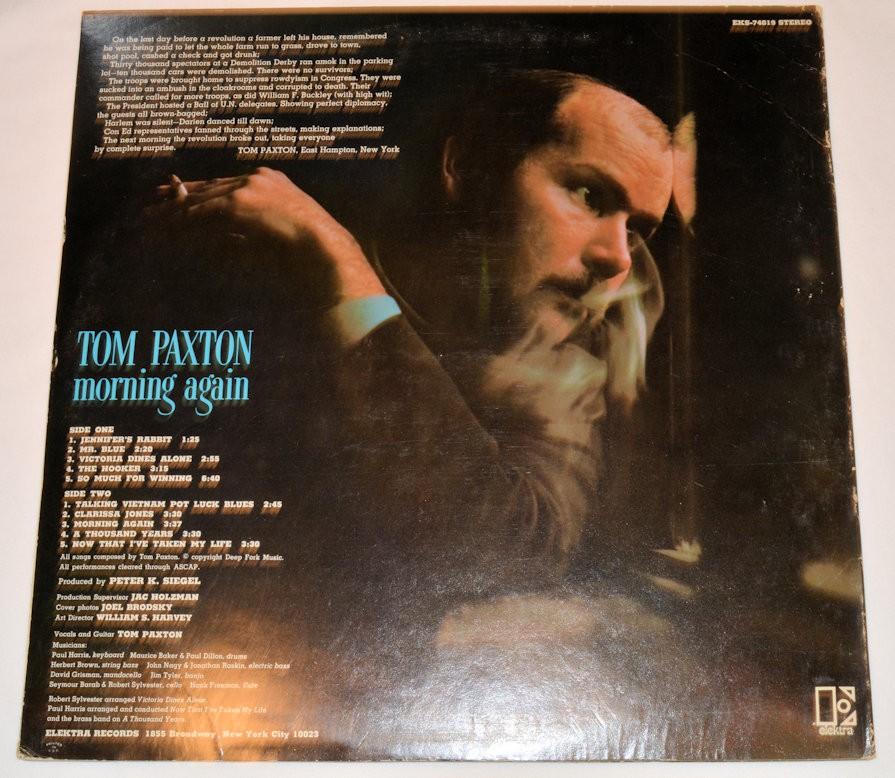 EKS-74019 STEREO
On the last day before a revolution a farmer left his house, remembered
he was being paid to let the whole farm run to grass, drove to town,
shot pool, cashed a check and got drunk;
Thirty thousand spectators at a Demolition Derby ran amok in the parking
lot—ten thousand cars were demolished. There were no survivors;
The troops were brought home to suppress rowdyism in Congress. They were
sucked into an ambush in the cloakrooms and corrupted to death. Their
commander called for more troops, as did William F. Buckley (with high wit);
The President hosted a Ball of U.N. delegates. Showing perfect diplomacy,
the guests all brown-bagged;
Harlem was silent—Darien danced till dawn;
Con Ed representatives fanned through the streets, making explanations;
The next morning the revolution broke out, taking everyone
by complete surprise.
TOM PAXTON, East Hampton, New York
TOM PAXTON
morning again
SIDE ONE
1. JENNIFER'S RABBIT 1:25
2. MR. BLUE 2:20
3. VICTORIA DINES ALONE 2:55
4. THE HOOKER 3:15
5. SO MUCH FOR WINNING 6:40
SIDE TWO
1. TALKING VIETNAM POT LUCK BLUES 2:45
2. CLARISSA JONES 3:30
3. MORNING AGAIN 3:37
4. A THOUSAND YEARS 3:30
5. NOW THAT I'VE TAKEN MY LIFE 3:30
All songs composed by Tom Paxton. © copyright Deep Fork Music.
All performances cleared through ASCAP.
Produced by PETER K. SIEGEL
Production Supervisor JAC HOLZMAN
Cover photos JOEL BRODSKY
Art Director WILLIAM S. HARVEY
Vocals and Guitar TOM PAXTON
Musicians:
Paul Harris, keyboard Maurice Baker & Paul Dillon, drums
Herbert Brown, string bass John Nagy & Jonathan Raskin, electric bass
David Grisman, mandocello Jim Tyler, banjo
Seymour Barab & Robert Sylvester, cello Hank Freeman, flute
Robert Sylvester arranged Victoria Dines Alone
Paul Harris arranged and conducted Now That I've Taken My Life
and the brass band on A Thousand Years
ELEKTRA RECORDS 1855 Broadway, New York City 10023
elektra